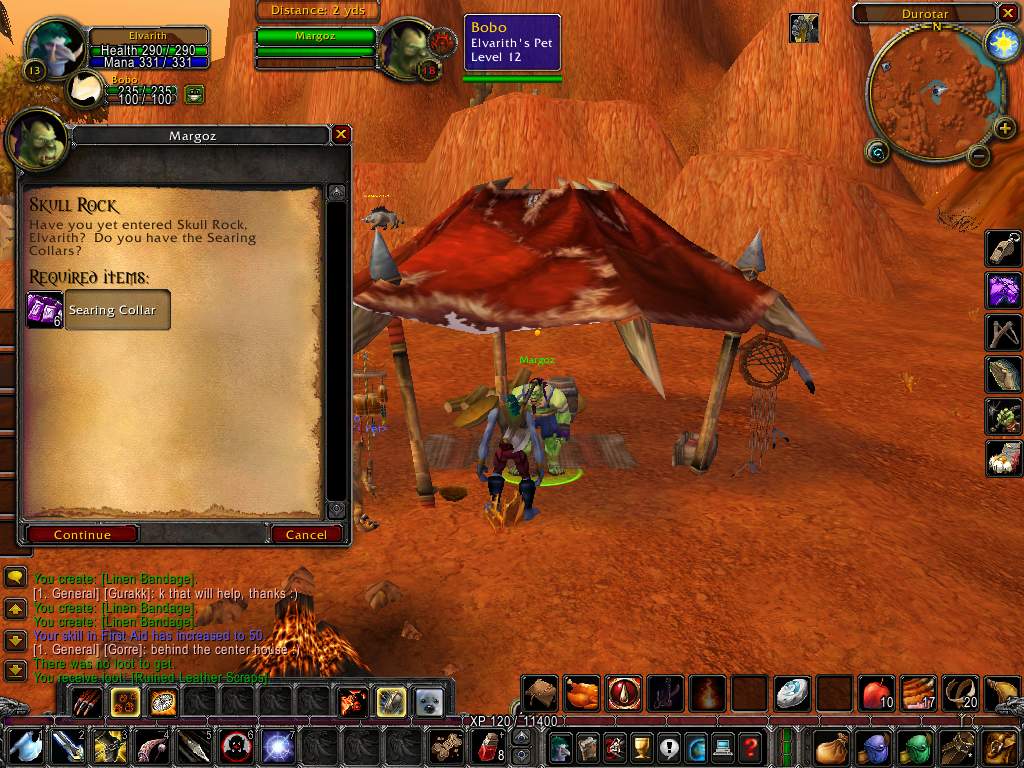 Distance: 2 yds
Elvarith
Health 290 / 290
Mana 331 / 331
13
Bobo
235 / 235
100 / 100
Margoz
18
Bobo
Elvarith's Pet
Level 12
Durotar
N
Margoz
Skull Rock
Have you yet entered Skull Rock,
Elvarith? Do you have the Searing
Collars?
Required items:
6
Searing Collar
Continue
Cancel
Margoz
You create: [Linen Bandage].
[1. General] [Gurakk]: k that will help, thanks :)
You create: [Linen Bandage].
You create: [Linen Bandage].
Your skill in First Aid has increased to 50.
[1. General] [Gorre]: behind the center house :)
There was no loot to get.
You receive loot: [Ruined Leather Scraps].
10
17
20
XP 120 / 11400
2
4
5
6
7
8